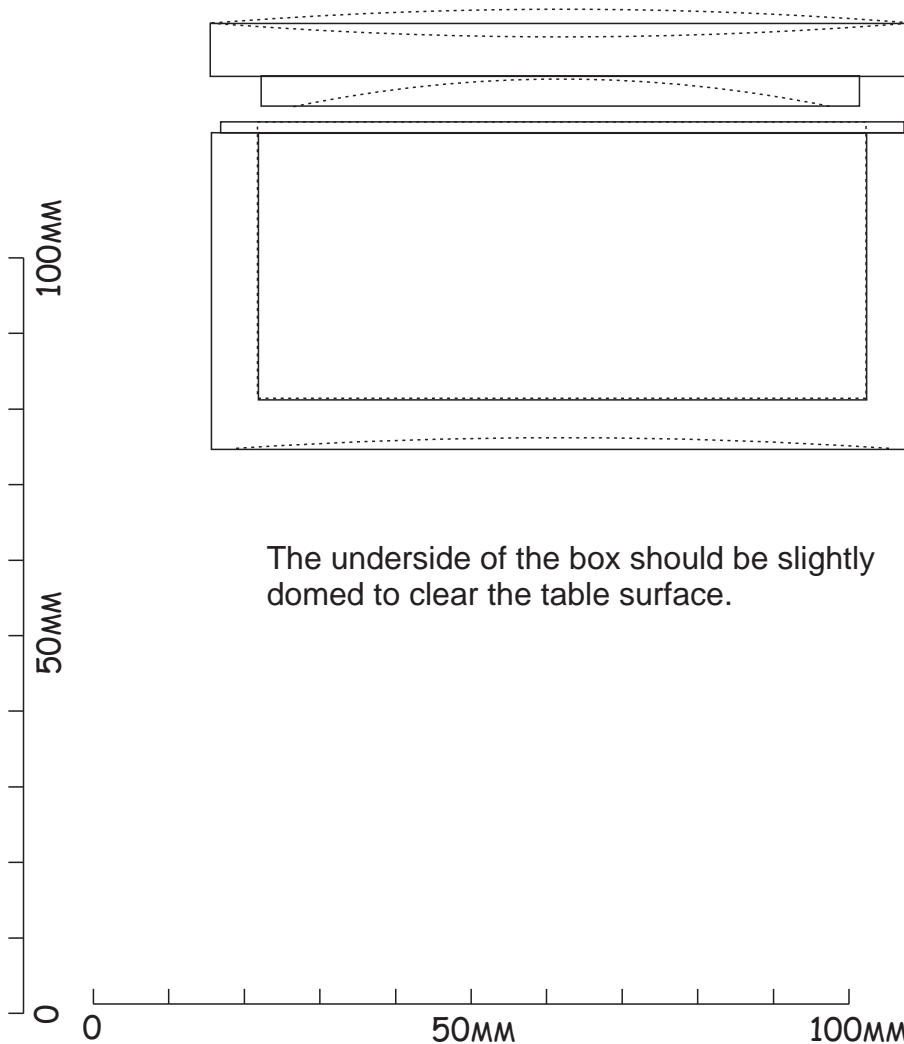 100MM
50MM
The underside of the box should be slightly
domed to clear the table surface.
0
0
50MM
100MM